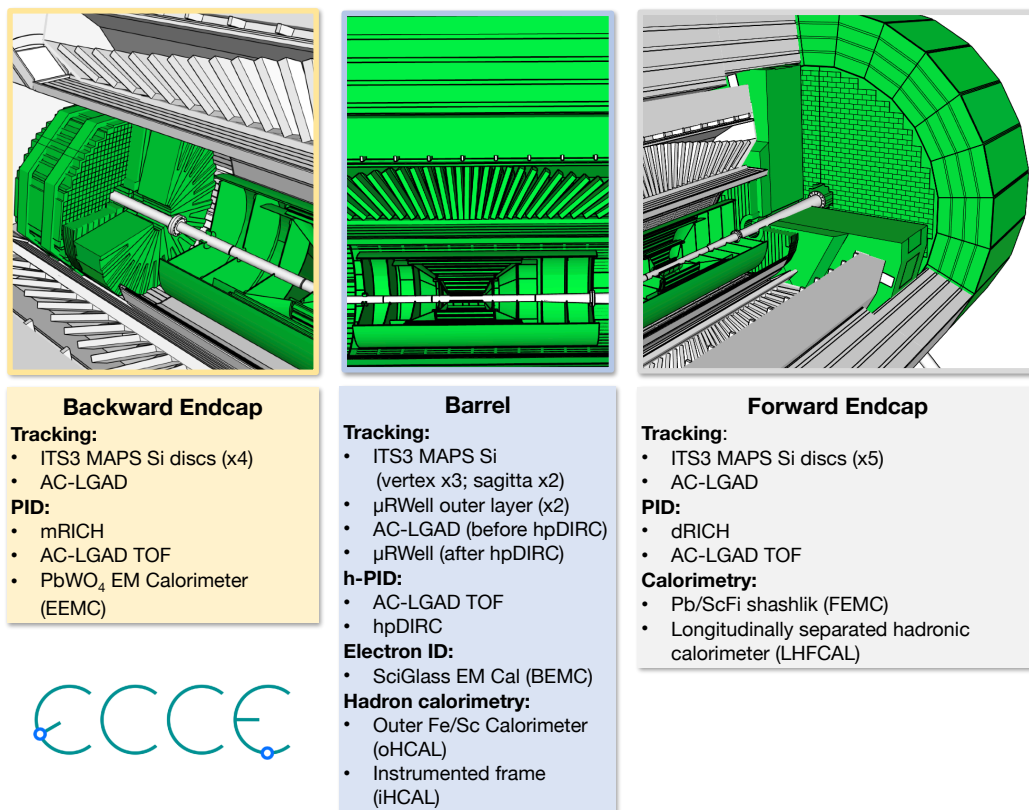 Backward Endcap
Tracking:
• ITS3 MAPS Si discs (x4)
• AC-LGAD
PID:
• mRICH
• AC-LGAD TOF
• PbWO₄ EM Calorimeter
(EEMC)
Barrel
Tracking:
• ITS3 MAPS Si
(vertex x3; sagitta x2)
• µRWell outer layer (x2)
• AC-LGAD (before hpDIRC)
• µRWell (after hpDIRC)
h-PID:
• AC-LGAD TOF
• hpDIRC
Electron ID:
• SciGlass EM Cal (BEMC)
Hadron calorimetry:
• Outer Fe/Sc Calorimeter
(oHCAL)
• Instrumented frame
(iHCAL)
Forward Endcap
Tracking:
• ITS3 MAPS Si discs (x5)
• AC-LGAD
PID:
• dRICH
• AC-LGAD TOF
Calorimetry:
• Pb/ScFi shashlik (FEMC)
• Longitudinally separated hadronic
calorimeter (LHFCAL)
ECCE